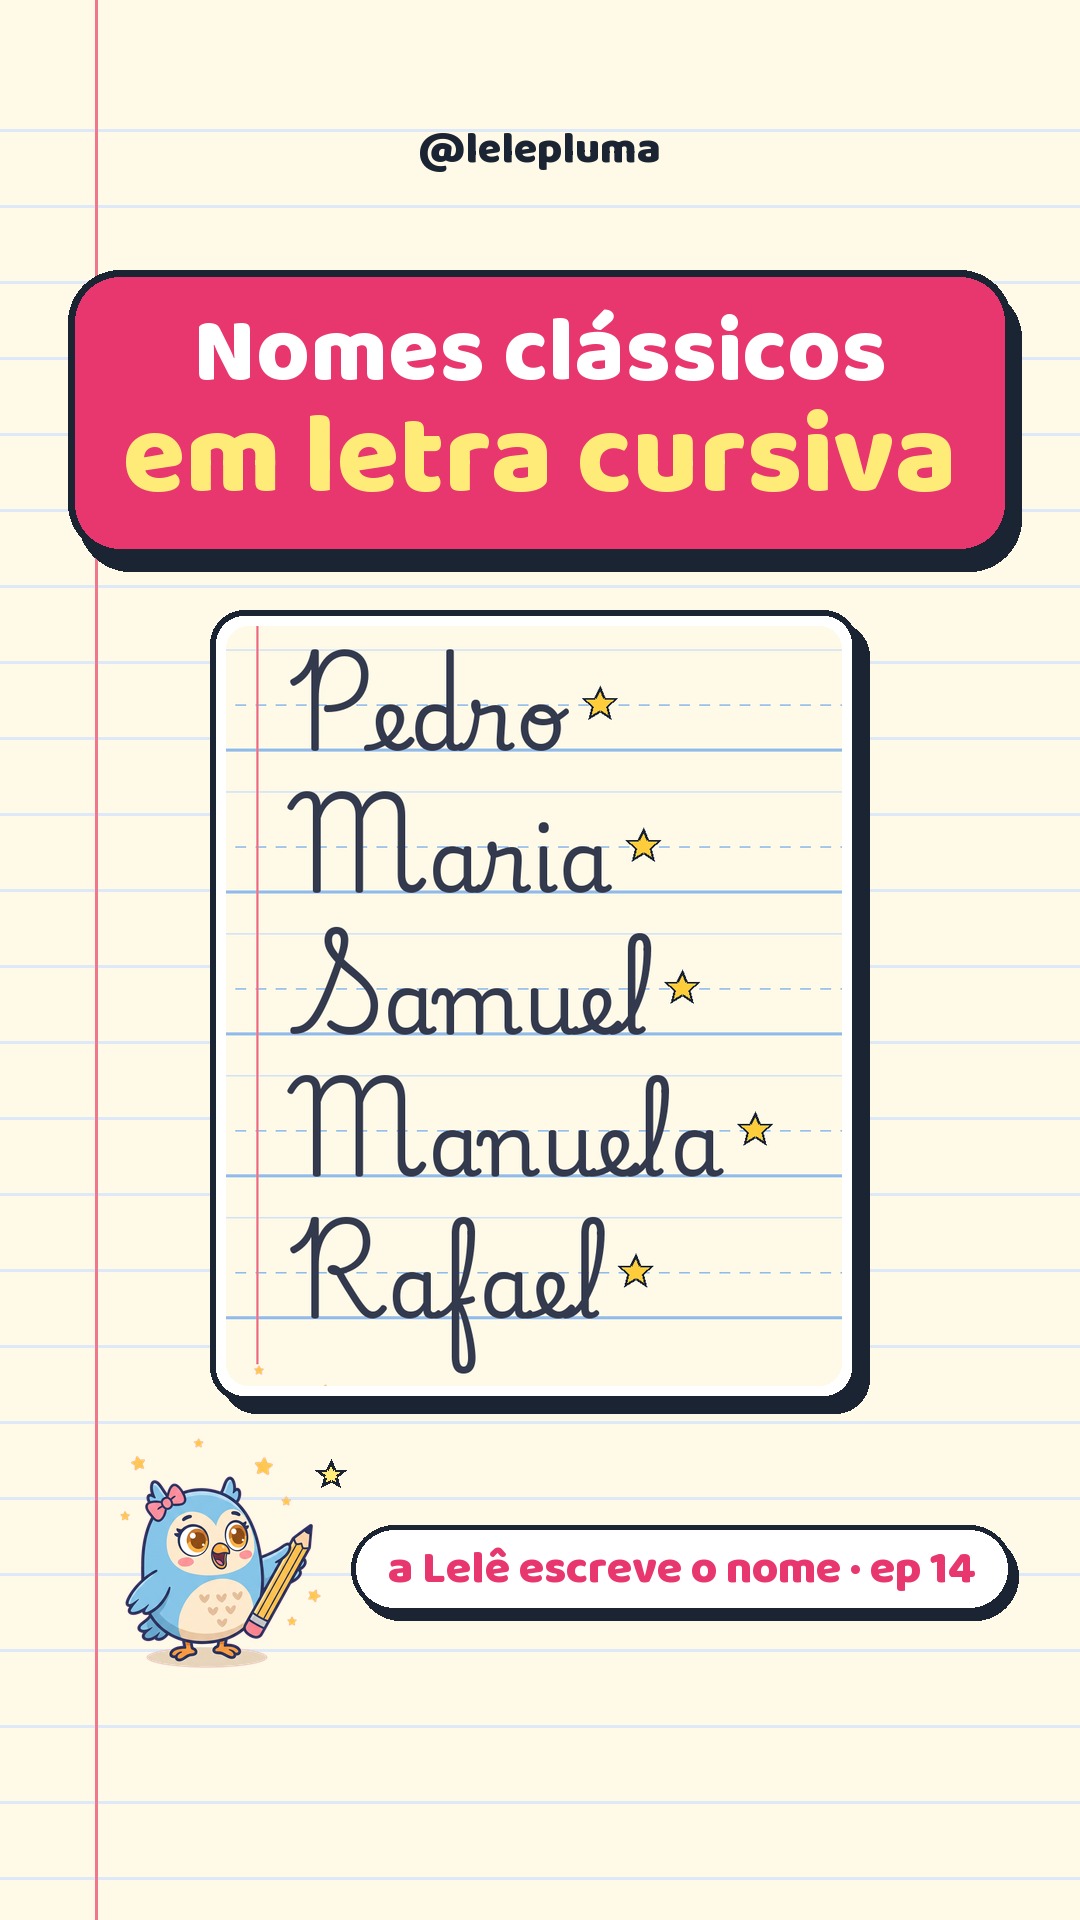 @lelepluma
Nomes clássicos
em letra cursiva
Pedro
Maria
Samuel
Manuela
Rafael
a Lelê escreve o nome • ep 14